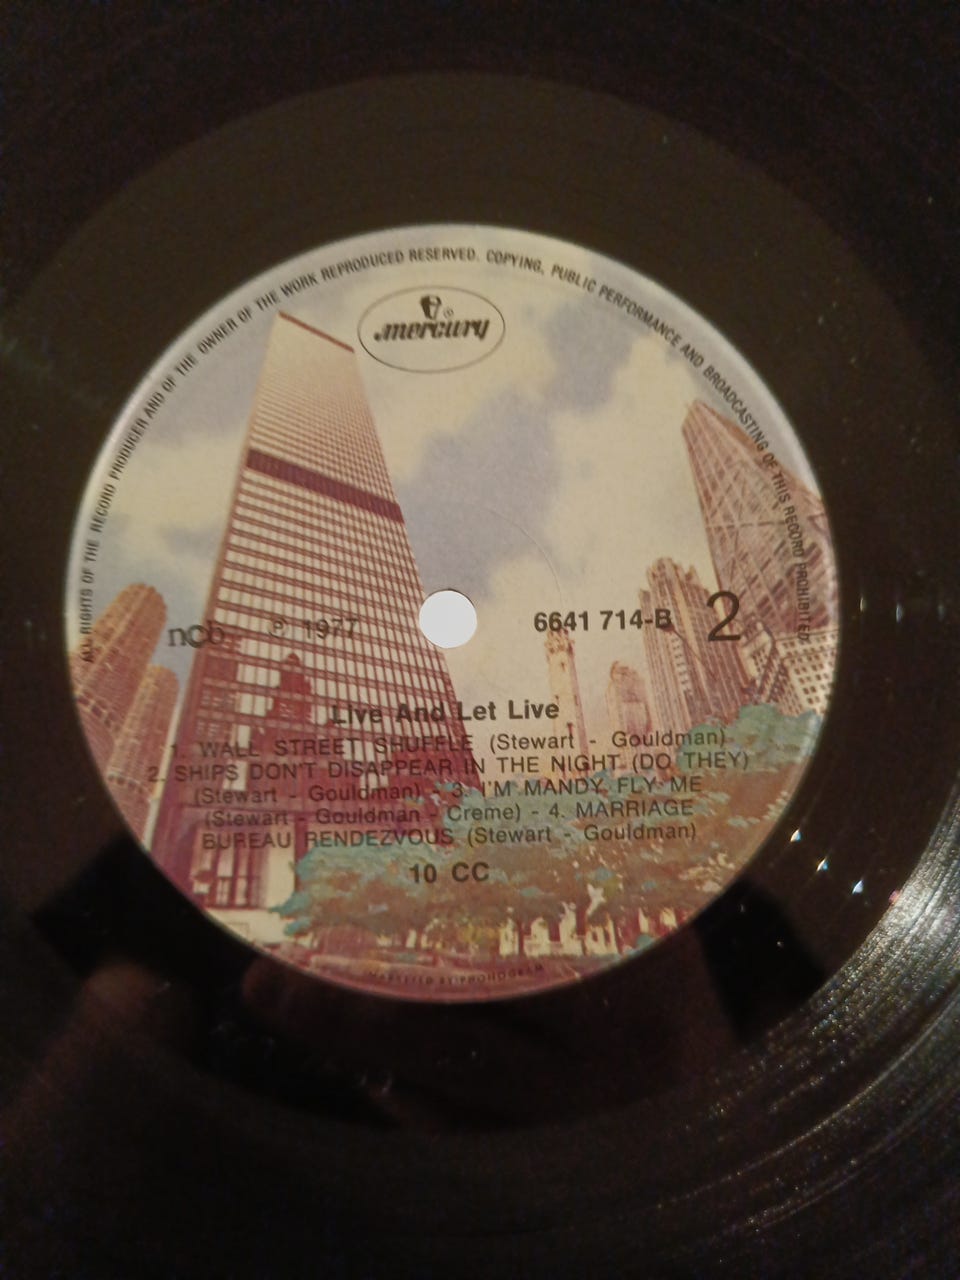 ALL RIGHTS OF THE RECORD PRODUCER AND OF THE OWNER OF THE WORK REPRODUCED RESERVED. COPYING, PUBLIC PERFORMANCE AND BROADCASTING OF THIS RECORD PROHIBITED
mercury
ncb ℗ 1977 6641 714-B 2
Live And Let Live
1. WALL STREET SHUFFLE (Stewart - Gouldman)
2. SHIPS DON'T DISAPPEAR IN THE NIGHT (DO THEY)
(Stewart - Gouldman) - 3. I'M MANDY FLY ME
(Stewart - Gouldman - Creme) - 4. MARRIAGE
BUREAU RENDEZVOUS (Stewart - Gouldman)
10 CC
MARKETED BY PHONOGRAM